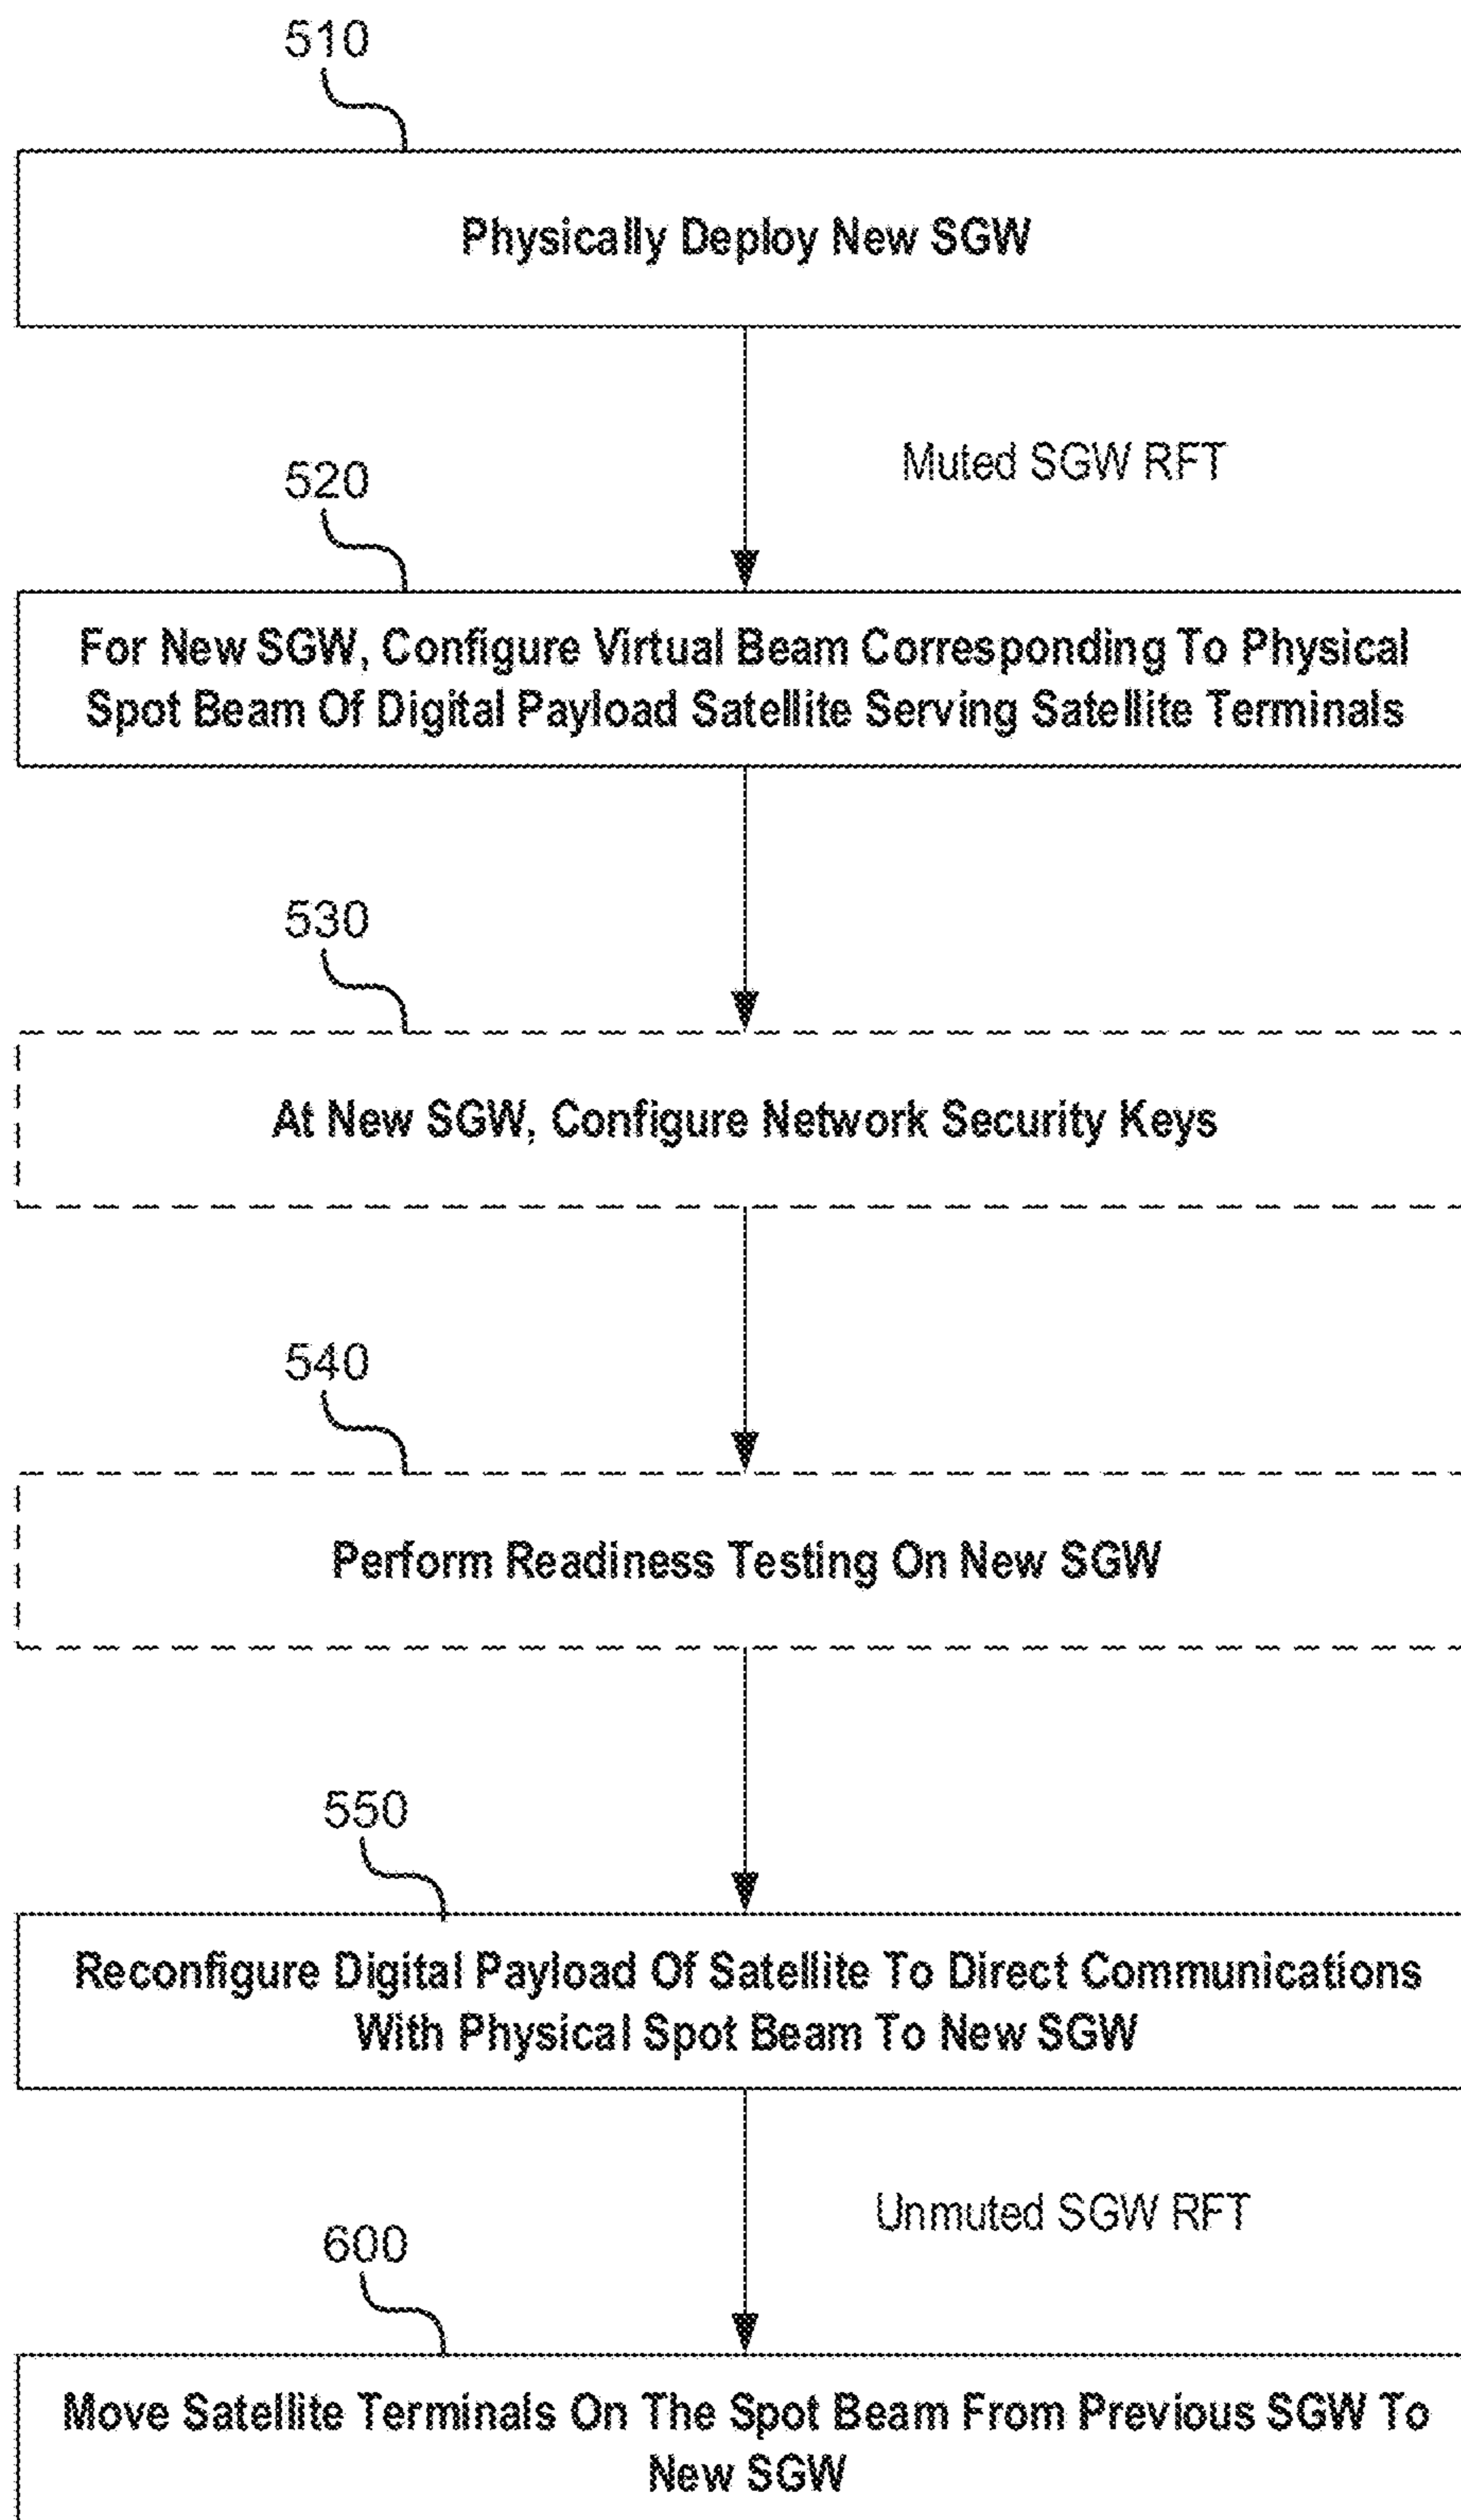 510
Physically Deploy New SGW
Muted SGW RFT
520
For New SGW, Configure Virtual Beam Corresponding To Physical
Spot Beam Of Digital Payload Satellite Serving Satellite Terminals
530
At New SGW, Configure Network Security Keys
540
Perform Readiness Testing On New SGW
550
Reconfigure Digital Payload Of Satellite To Direct Communications
With Physical Spot Beam To New SGW
Unmuted SGW RFT
600
Move Satellite Terminals On The Spot Beam From Previous SGW To
New SGW